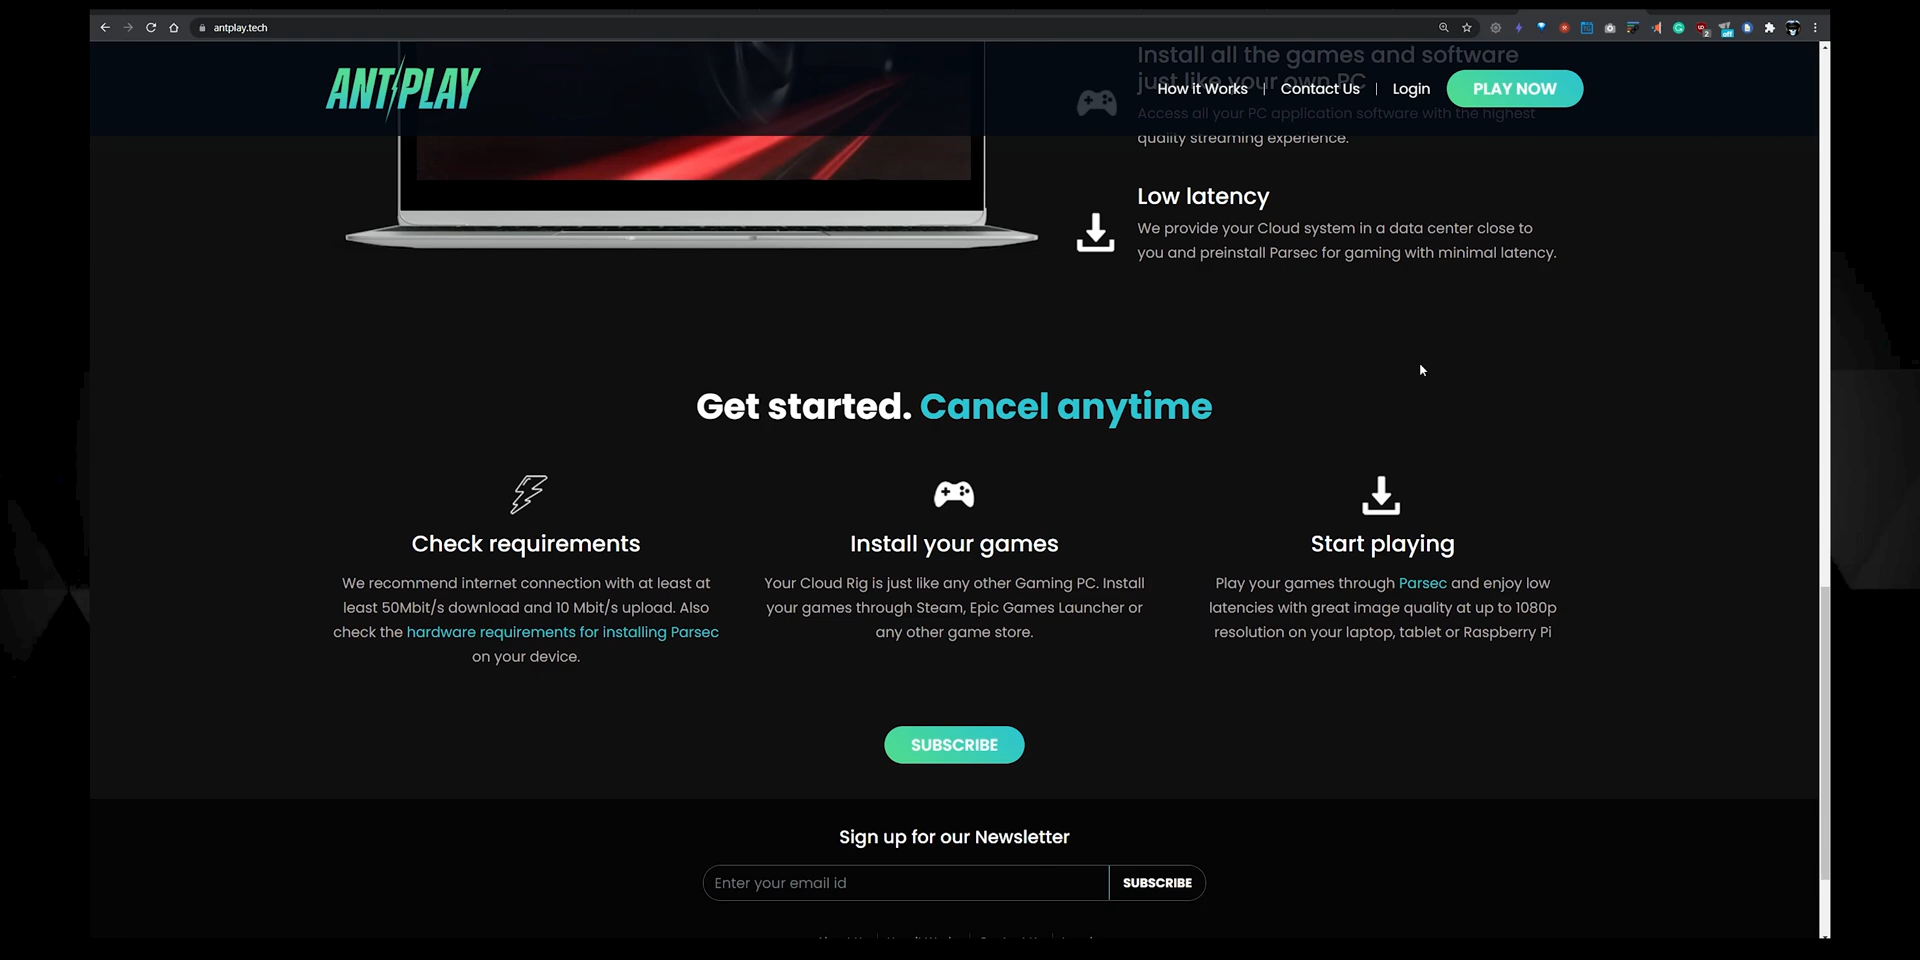 antplay.tech
ANTPLAY
How it Works
Contact Us
Login
PLAY NOW
Install all the games and software
just like your own PC
Access all your PC application software with the highest
quality streaming experience.
Low latency
We provide your Cloud system in a data center close to
you and preinstall Parsec for gaming with minimal latency.
Get started. Cancel anytime
Check requirements
We recommend internet connection with at least at
least 50Mbit/s download and 10 Mbit/s upload. Also
check the hardware requirements for installing Parsec
on your device.
Install your games
Your Cloud Rig is just like any other Gaming PC. Install
your games through Steam, Epic Games Launcher or
any other game store.
Start playing
Play your games through Parsec and enjoy low
latencies with great image quality at up to 1080p
resolution on your laptop, tablet or Raspberry Pi
SUBSCRIBE
Sign up for our Newsletter
Enter your email id
SUBSCRIBE